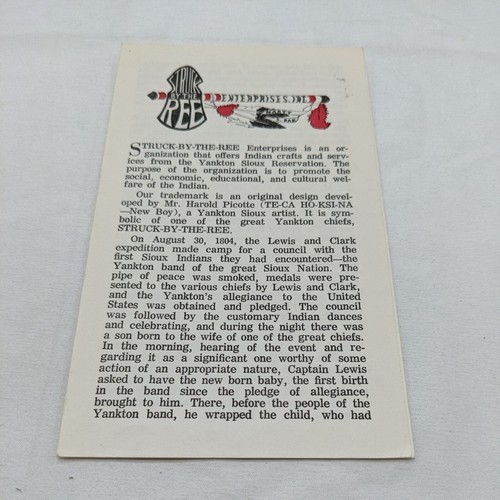 STRUCK
BY THE
REE
ENTERPRISES, INC.
STRUCK-BY-THE-REE Enterprises is an or-
ganization that offers Indian crafts and serv-
ices from the Yankton Sioux Reservation. The
purpose of the organization is to promote the
social, economic, educational, and cultural wel-
fare of the Indian.
Our trademark is an original design devel-
oped by Mr. Harold Picotte (TE-CA HO-KSI-NA
—New Boy), a Yankton Sioux artist. It is sym-
bolic of one of the great Yankton chiefs,
STRUCK-BY-THE-REE.
On August 30, 1804, the Lewis and Clark
expedition made camp for a council with the
first Sioux Indians they had encountered—the
Yankton band of the great Sioux Nation. The
pipe of peace was smoked, medals were pre-
sented to the various chiefs by Lewis and Clark,
and the Yankton's allegiance to the United
States was obtained and pledged. The council
was followed by the customary Indian dances
and celebrating, and during the night there was
a son born to the wife of one of the great chiefs.
In the morning, hearing of the event and re-
garding it as a significant one worthy of some
action of an appropriate nature, Captain Lewis
asked to have the new born baby, the first birth
in the band since the pledge of allegiance,
brought to him. There, before the people of the
Yankton band, he wrapped the child, who had